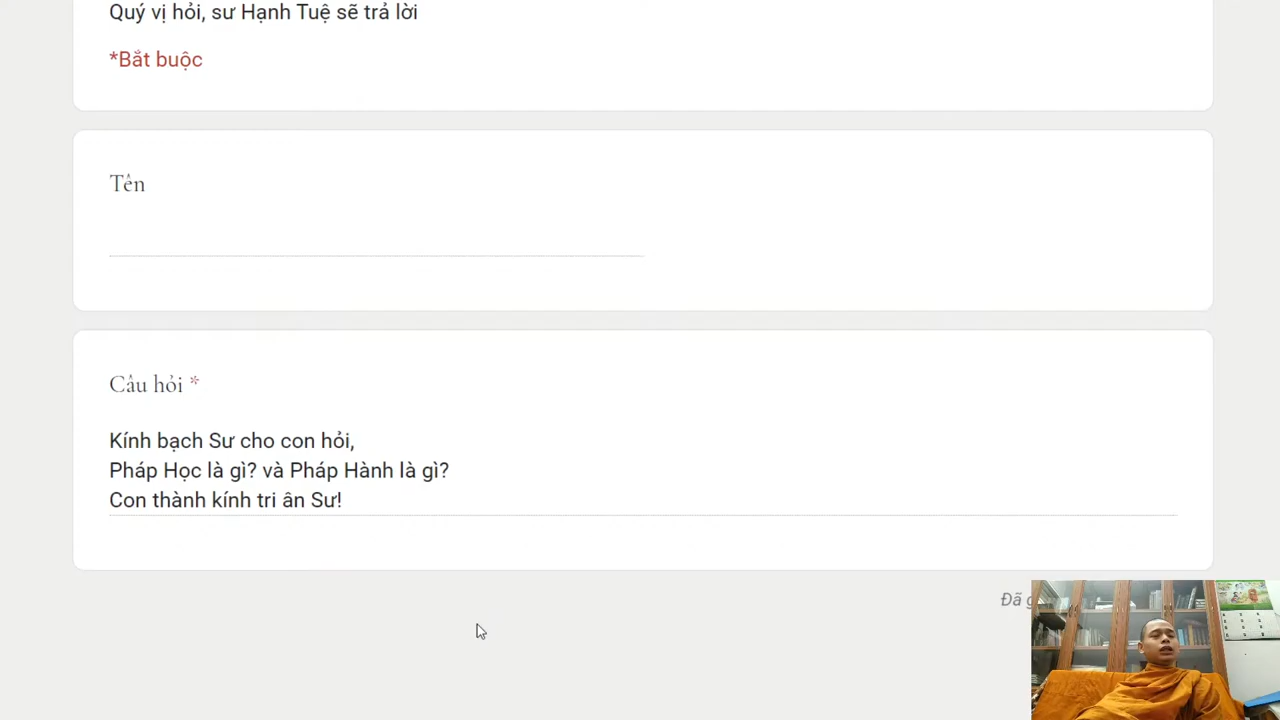 Quý vị hỏi, sư Hạnh Tuệ sẽ trả lời
*Bắt buộc
Tên
Câu hỏi *
Kính bạch Sư cho con hỏi,
Pháp Học là gì? và Pháp Hành là gì?
Con thành kính tri ân Sư!
Đã